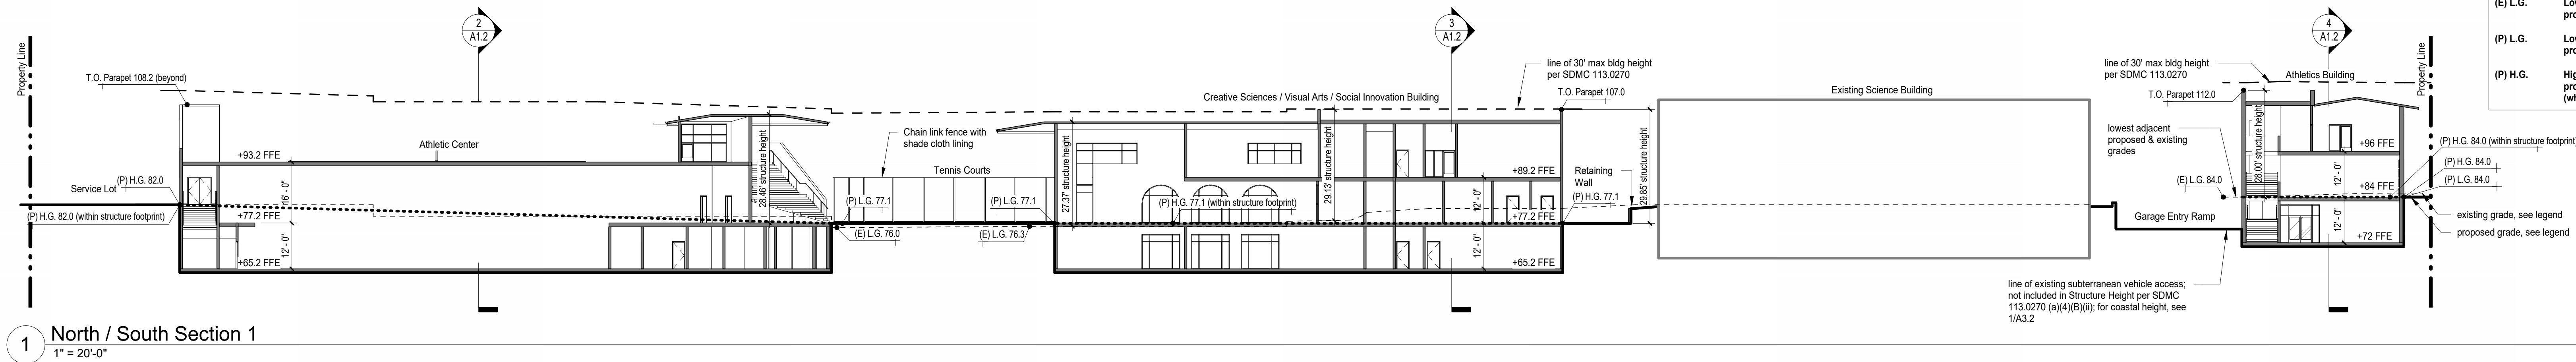 2
A1.2
3
A1.2
4
A1.2
(E) L.G.
(P) L.G.
(P) H.G.
Property Line
T.O. Parapet 108.2 (beyond)
Athletic Center
+93.2 FFE
(P) H.G. 82.0
Service Lot
(P) H.G. 82.0 (within structure footprint)
16' - 0"
+77.2 FFE
12' - 0"
+65.2 FFE
28.46' structure height
Chain link fence with
shade cloth lining
Tennis Courts
(P) L.G. 77.1
(E) L.G. 76.0
(P) L.G. 77.1
(E) L.G. 76.3
Creative Sciences / Visual Arts / Social Innovation Building
line of 30' max bldg height
per SDMC 113.0270
T.O. Parapet 107.0
27.37' structure height
29.13' structure height
29.85' structure height
+89.2 FFE
12' - 0"
(P) H.G. 77.1 (within structure footprint)
+77.2 FFE
12' - 0"
+65.2 FFE
Retaining
Wall
(P) H.G. 77.1
Existing Science Building
line of 30' max bldg height
per SDMC 113.0270
Athletics Building
T.O. Parapet 112.0
Property Line
lowest adjacent
proposed & existing
grades
28.00' structure height
(E) L.G. 84.0
Garage Entry Ramp
+96 FFE
12' - 0"
+84 FFE
12' - 0"
+72 FFE
(P) H.G. 84.0 (within structure footprint)
(P) H.G. 84.0
(P) L.G. 84.0
existing grade, see legend
proposed grade, see legend
line of existing subterranean vehicle access;
not included in Structure Height per SDMC
113.0270 (a)(4)(B)(ii); for coastal height, see
1/A3.2
1
North / South Section 1
1" = 20'-0"